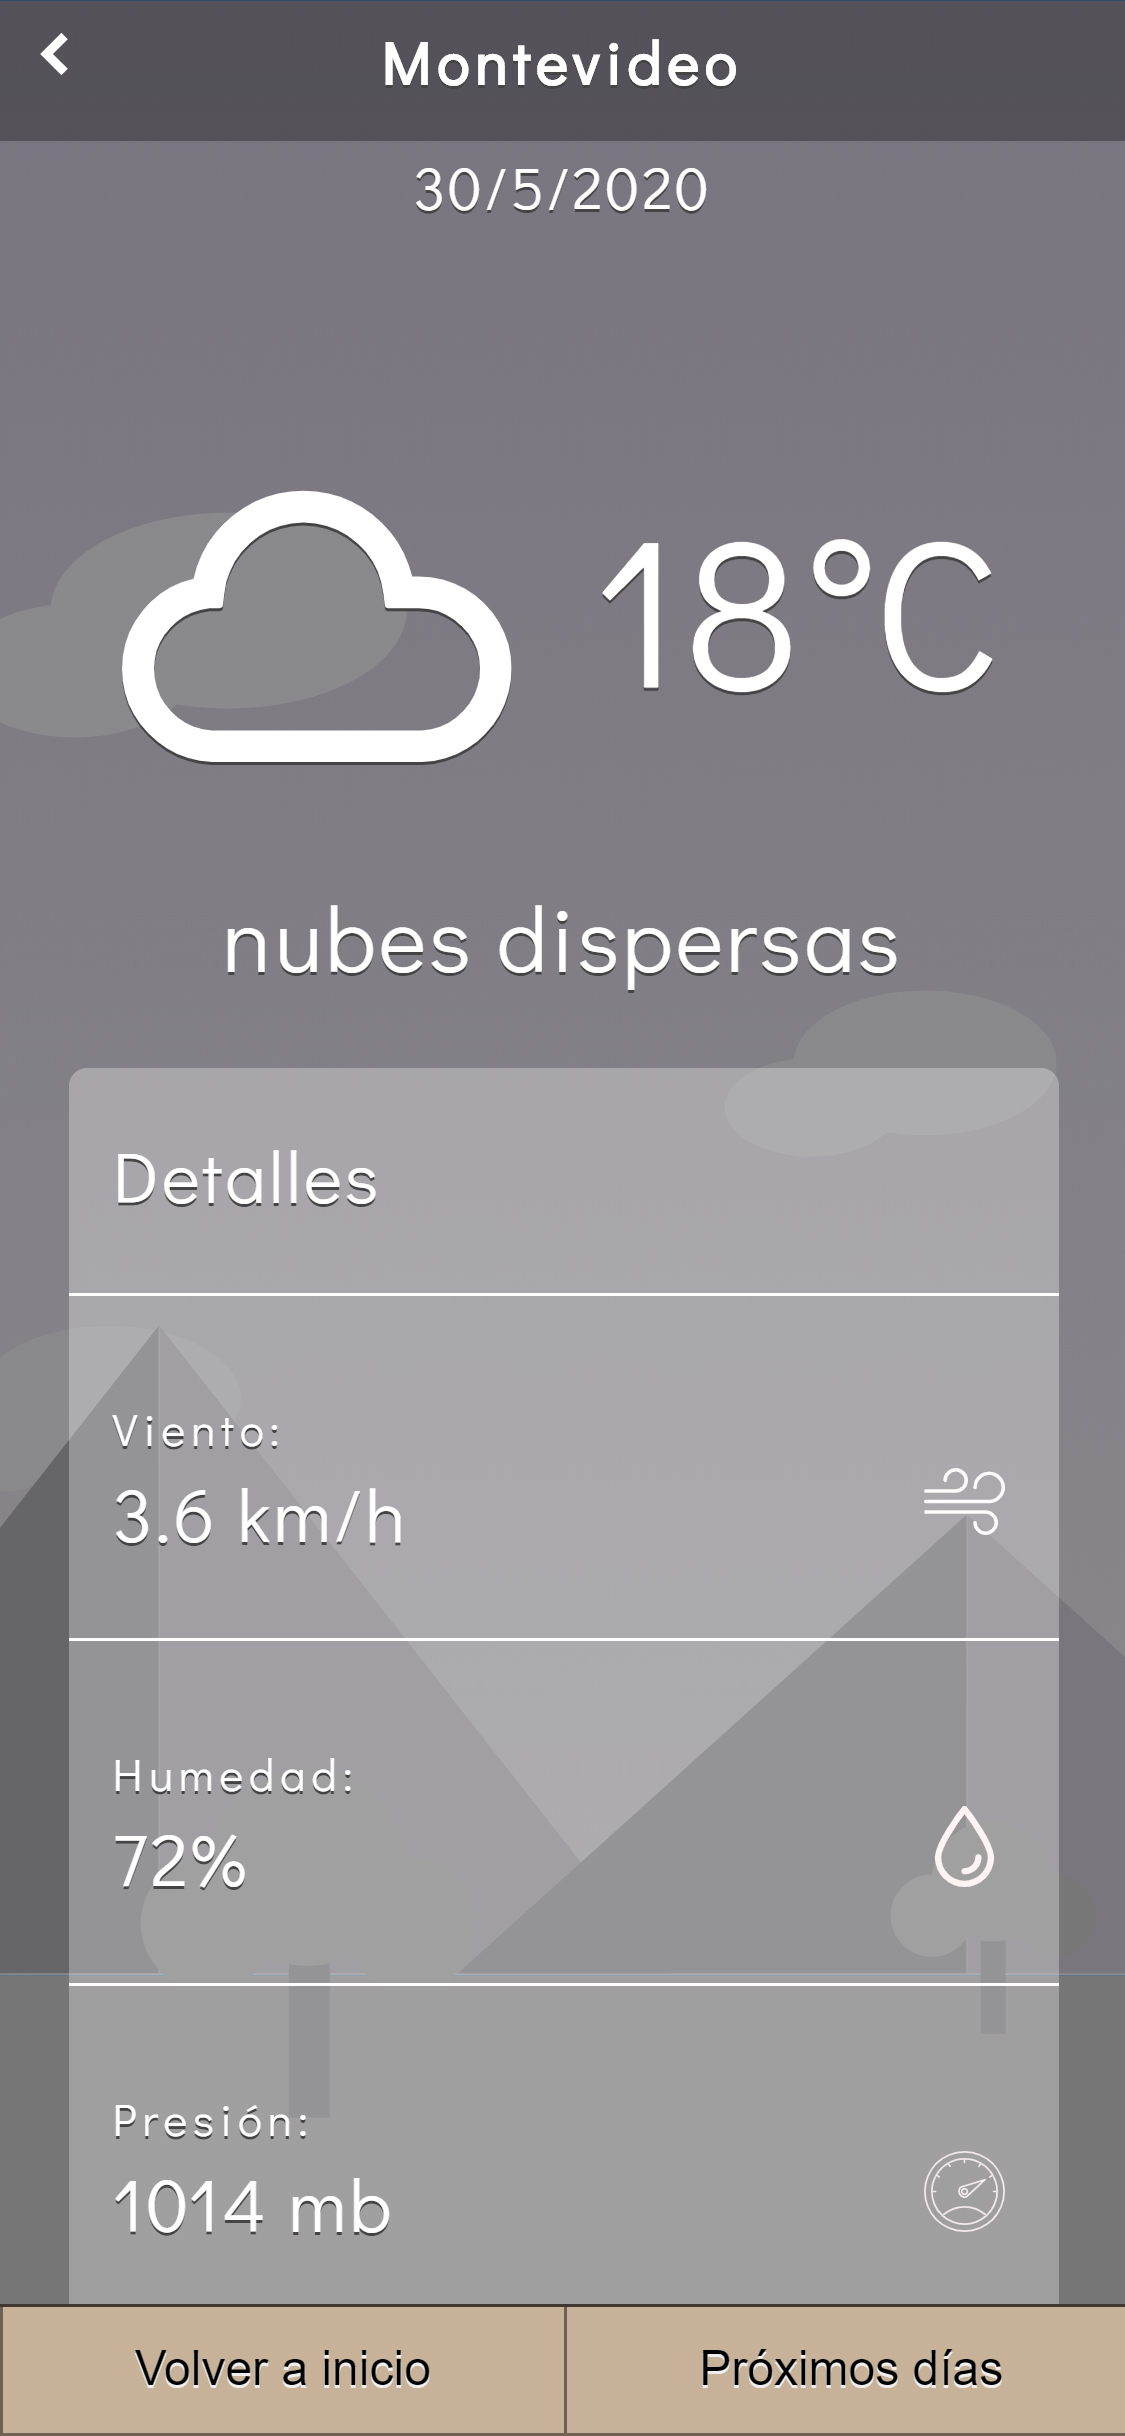 Montevideo
30/5/2020
18°C
nubes dispersas
Detalles
Viento:
3.6 km/h
Humedad:
72%
Presión:
1014 mb
Volver a inicio
Próximos días